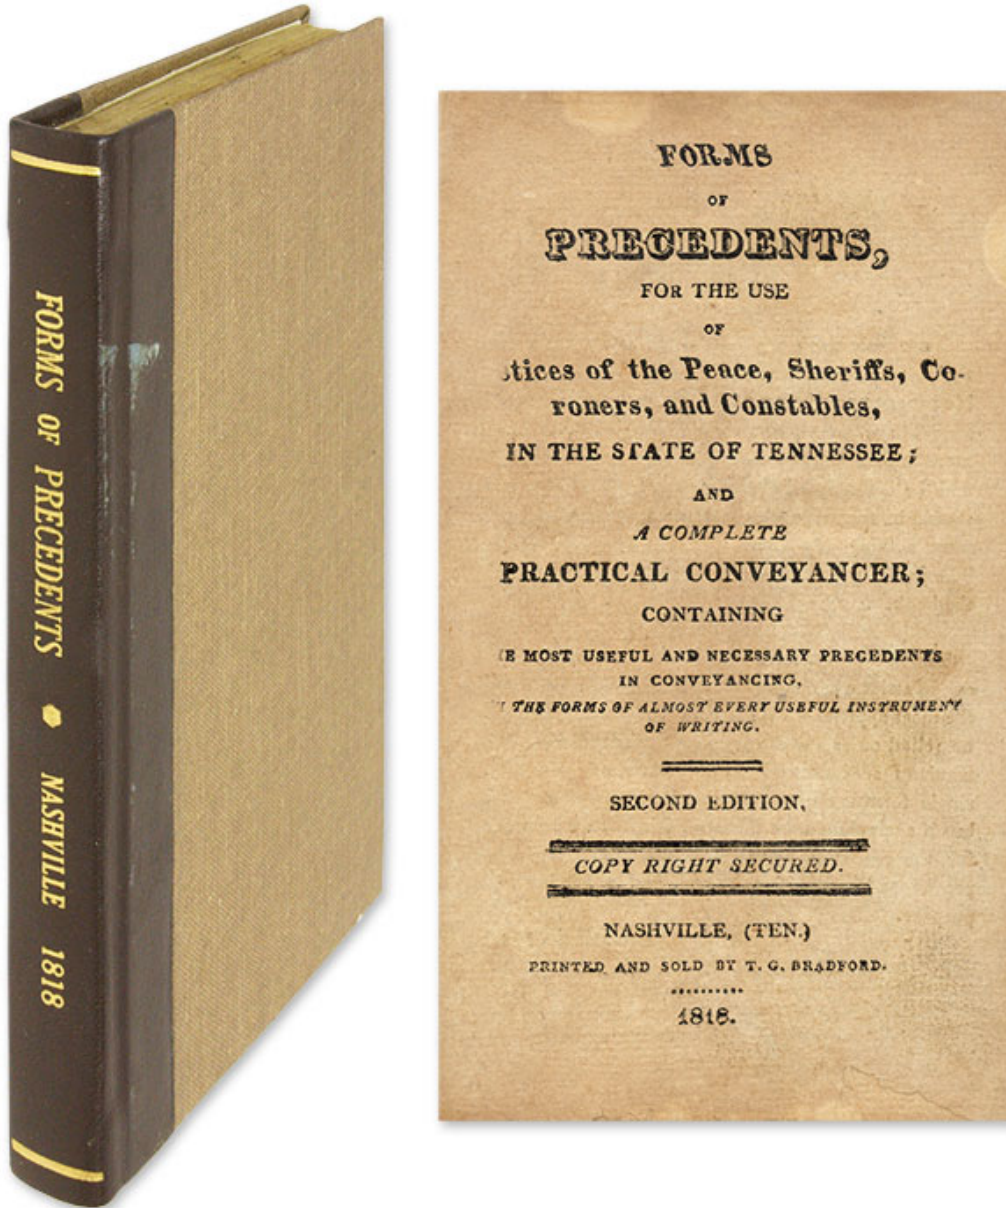 FORMS OF PRECEDENTS NASHVILLE 1818
FORMS
OF
PRECEDENTS,
FOR THE USE
OF
tices of the Peace, Sheriffs, Co-
roners, and Constables,
IN THE STATE OF TENNESSEE;
AND
A COMPLETE
PRACTICAL CONVEYANCER;
CONTAINING
E MOST USEFUL AND NECESSARY PRECEDENTS
IN CONVEYANCING,
THE FORMS OF ALMOST EVERY USEFUL INSTRUMENT
OF WRITING.
SECOND EDITION,
COPY RIGHT SECURED.
NASHVILLE, (TEN.)
PRINTED AND SOLD BY T. G. BRADFORD.
1818.